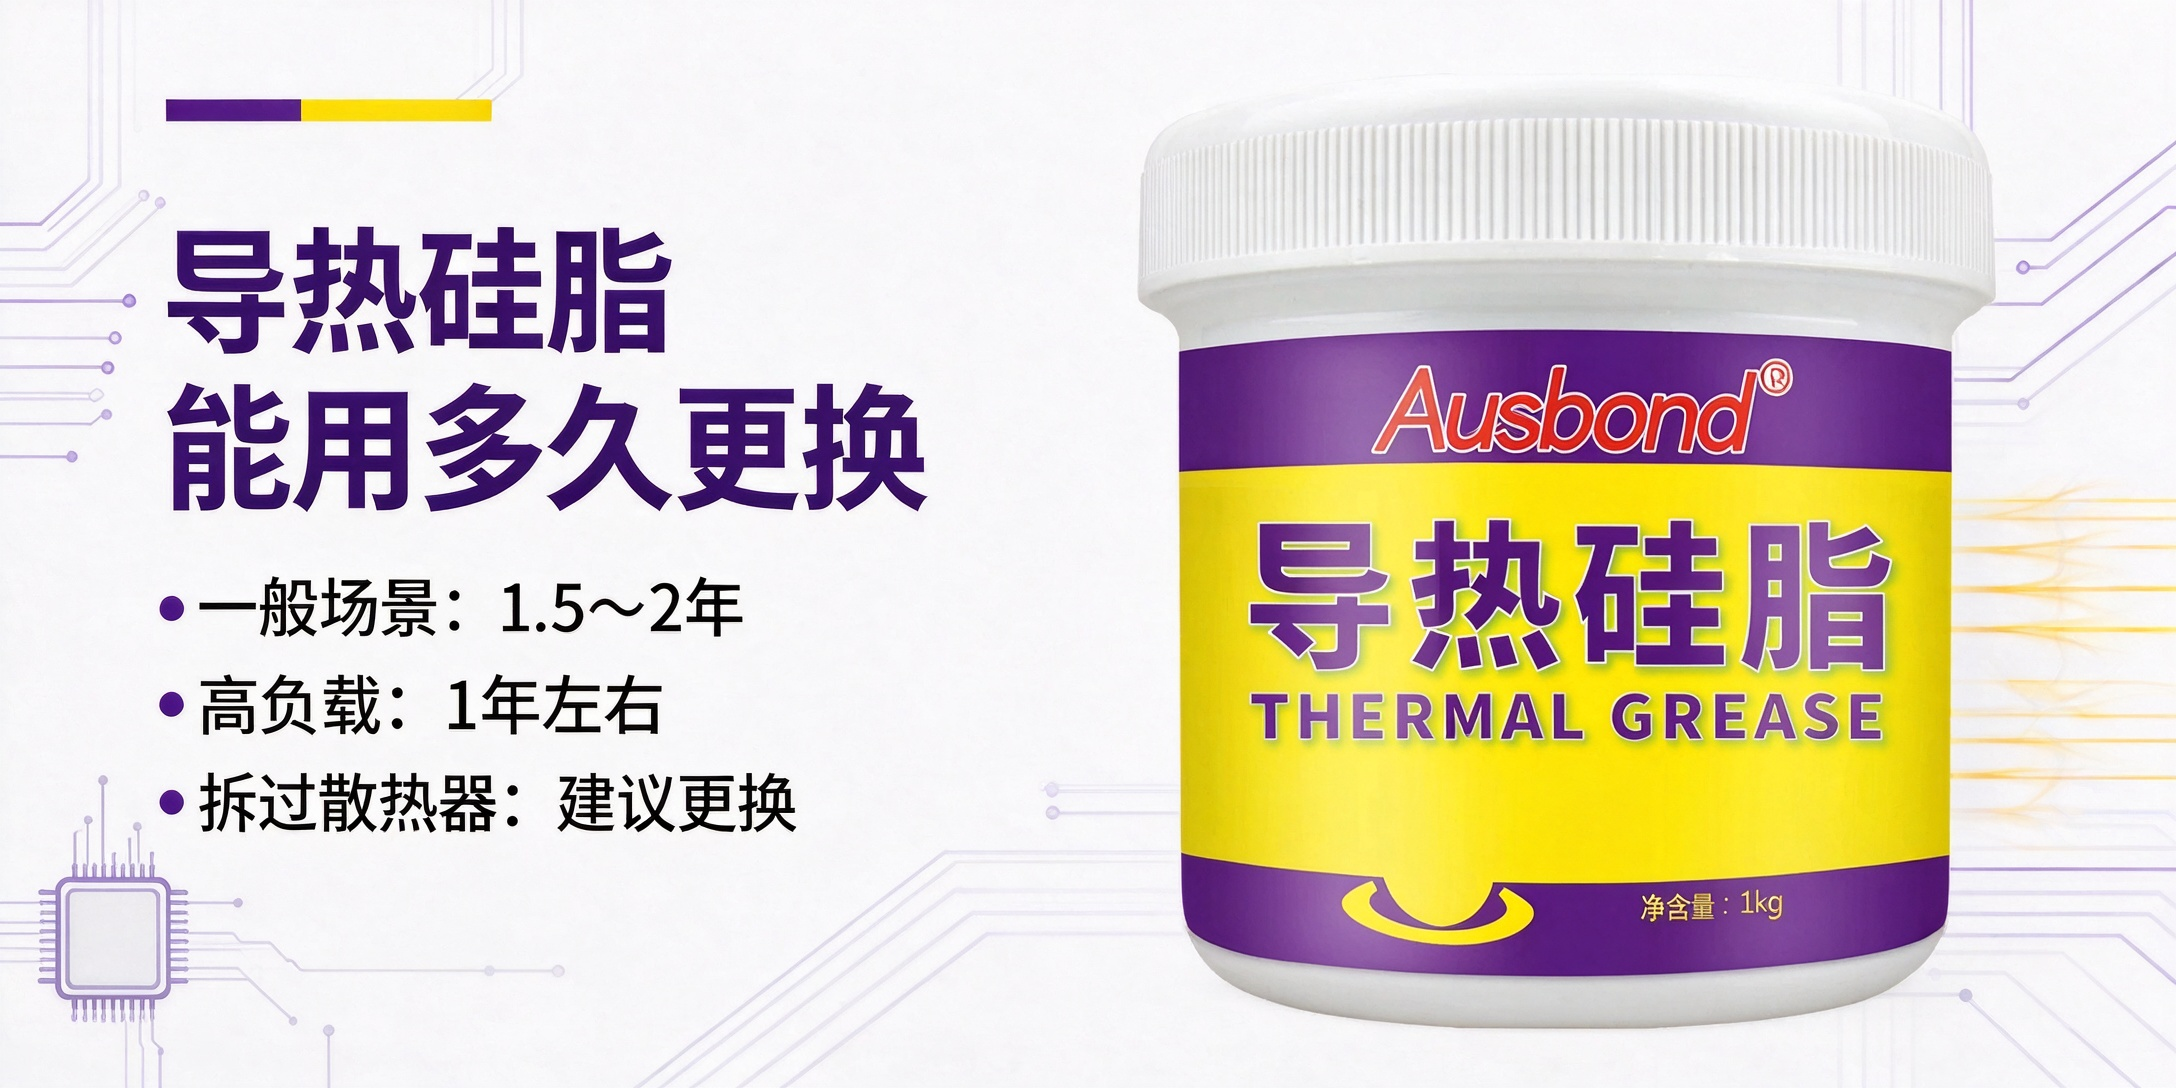 导热硅脂
能用多久更换
一般场景：1.5～2年
高负载：1年左右
拆过散热器：建议更换
Ausbond®
导热硅脂
THERMAL GREASE
净含量：1kg